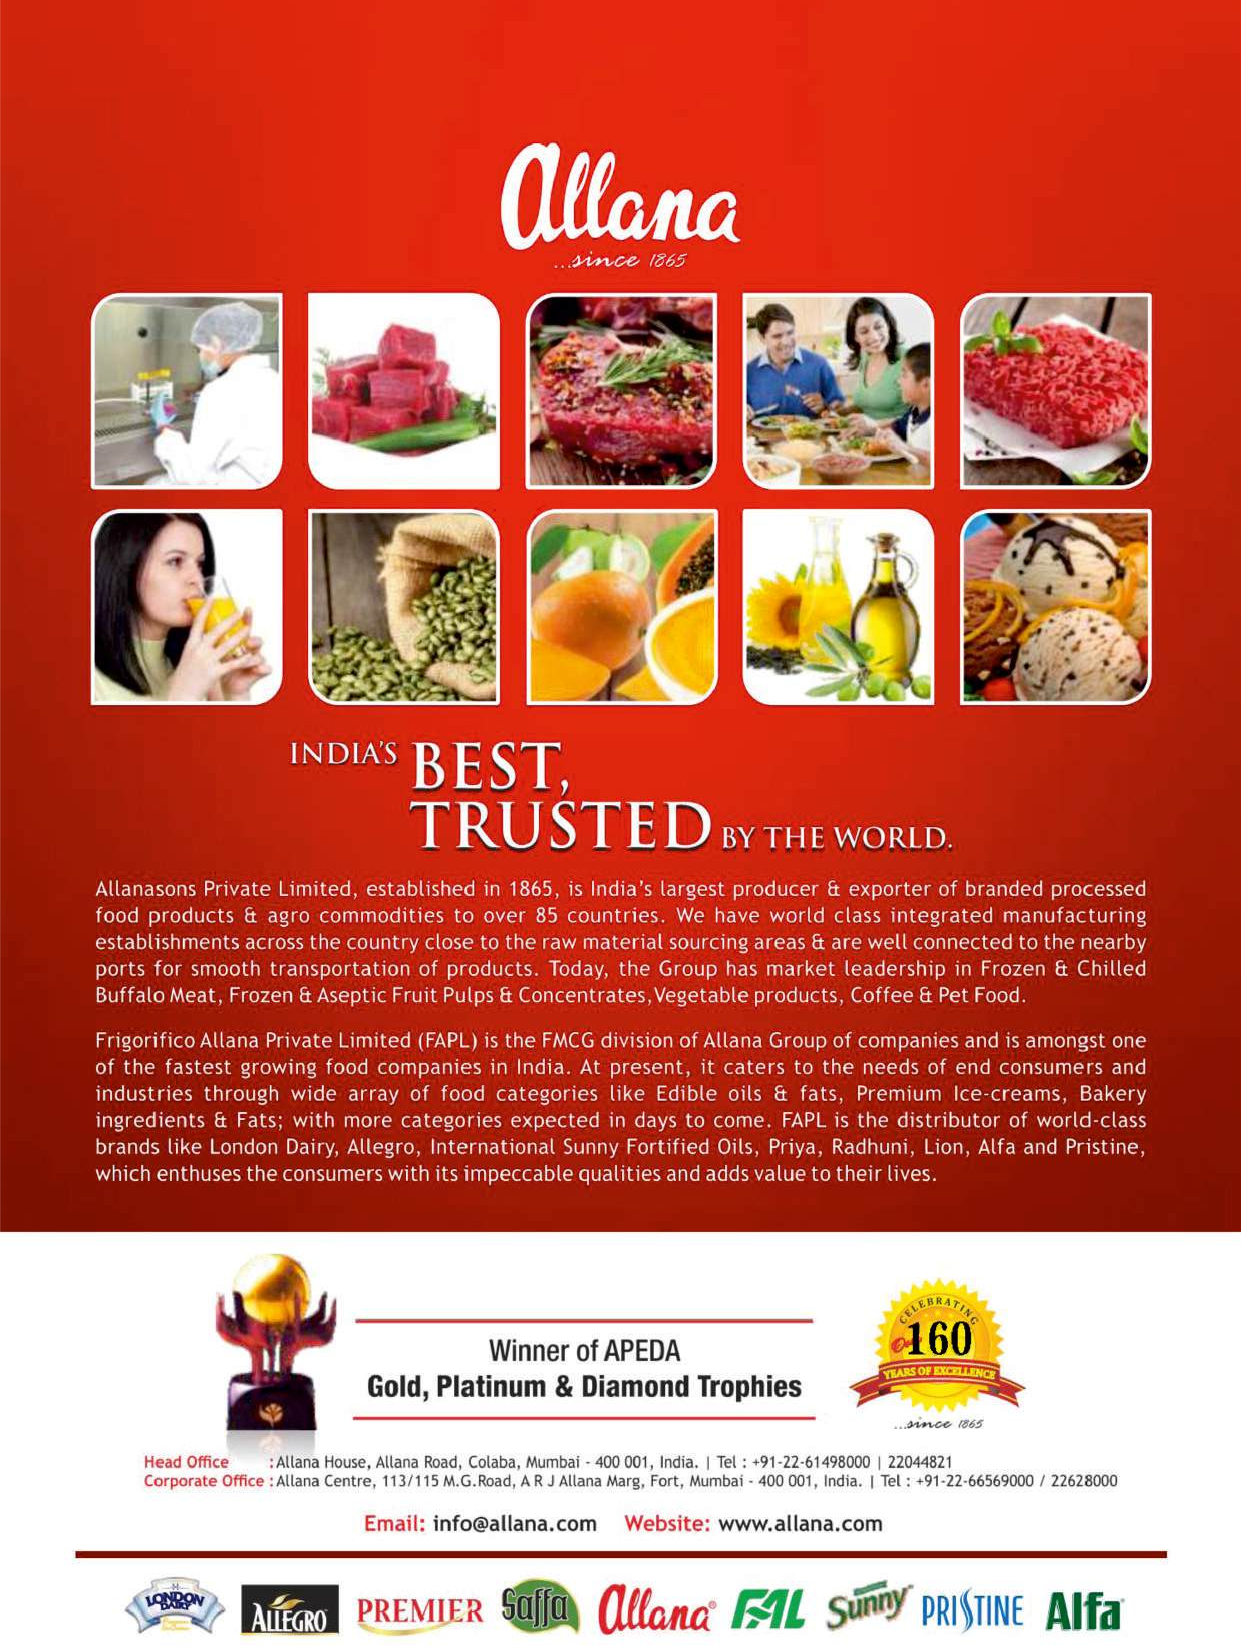 Allana
...since 1865
INDIA'S BEST,
TRUSTED BY THE WORLD.
Allanasons Private Limited, established in 1865, is India's largest producer & exporter of branded processed
food products & agro commodities to over 85 countries. We have world class integrated manufacturing
establishments across the country close to the raw material sourcing areas & are well connected to the nearby
ports for smooth transportation of products. Today, the Group has market leadership in Frozen & Chilled
Buffalo Meat, Frozen & Aseptic Fruit Pulps & Concentrates, Vegetable products, Coffee & Pet Food.
Frigorifico Allana Private Limited (FAPL) is the FMCG division of Allana Group of companies and is amongst one
of the fastest growing food companies in India. At present, it caters to the needs of end consumers and
industries through wide array of food categories like Edible oils & fats, Premium Ice-creams, Bakery
ingredients & Fats; with more categories expected in days to come. FAPL is the distributor of world-class
brands like London Dairy, Allegro, International Sunny Fortified Oils, Priya, Radhuni, Lion, Alfa and Pristine,
which enthuses the consumers with its impeccable qualities and adds value to their lives.
Winner of APEDA
Gold, Platinum & Diamond Trophies
CELEBRATING
Over 160
YEARS OF EXCELLENCE
...since 1865
Head Office : Allana House, Allana Road, Colaba, Mumbai - 400 001, India. | Tel : +91-22-61498000 | 22044821
Corporate Office : Allana Centre, 113/115 M.G.Road, A R J Allana Marg, Fort, Mumbai - 400 001, India. | Tel : +91-22-66569000 / 22628000
Email: info@allana.com Website: www.allana.com
LONDON DAIRY ALLEGRO PREMIER Saffa Allana® FAL Sunny PRISTINE Alfa